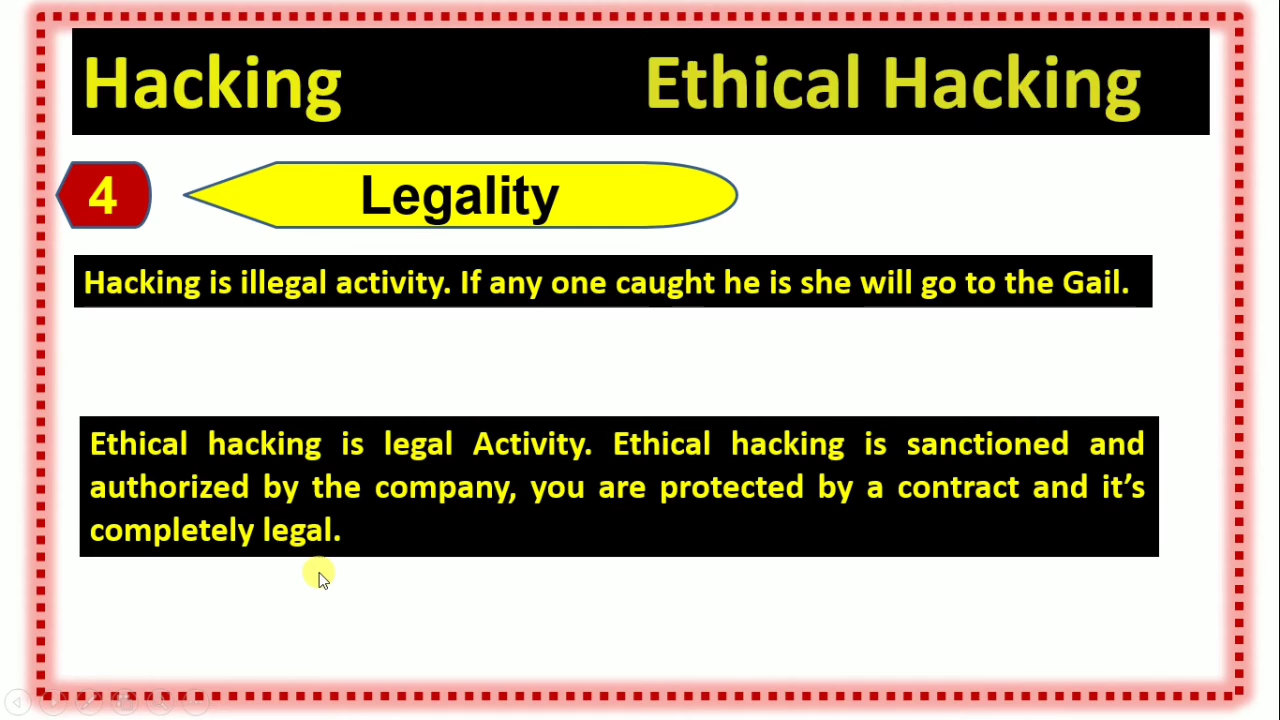 Hacking Ethical Hacking
4 Legality
Hacking is illegal activity. If any one caught he is she will go to the Gail.
Ethical hacking is legal Activity. Ethical hacking is sanctioned and
authorized by the company, you are protected by a contract and it’s
completely legal.